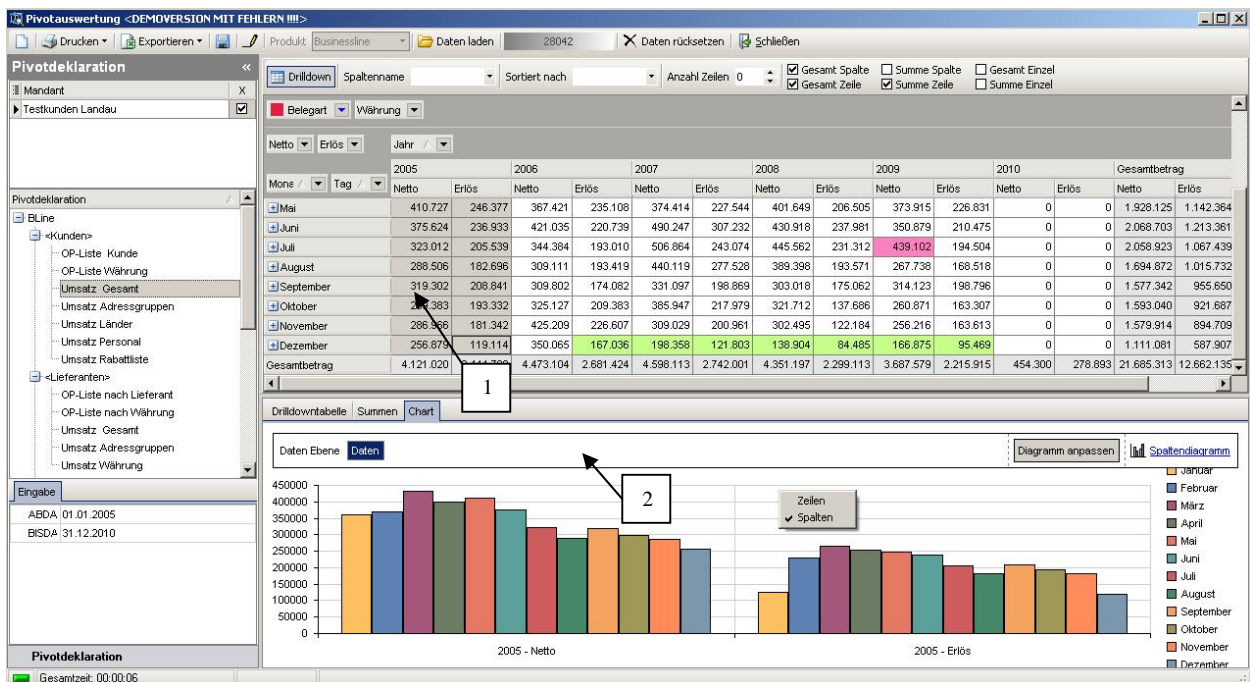 Pivotauswertung <DEMOVERSION MIT FEHLERN !!!!>
Drucken Exportieren Produkt Businessline Daten laden 28042 Daten rücksetzen Schließen
Pivotdeklaration «
Mandant X
Testkunden Landau
Pivotdeklaration
BLine
<Kunden>
OP-Liste Kunde
OP-Liste Währung
Umsatz Gesamt
Umsatz Adressgruppen
Umsatz Länder
Umsatz Personal
Umsatz Rabattliste
<Lieferanten>
OP-Liste nach Lieferant
OP-Liste nach Währung
Umsatz Gesamt
Umsatz Adressgruppen
Umsatz Währung
Eingabe
ABDA 01.01.2005
BISDA 31.12.2010
Pivotdeklaration
Gesamtzeit: 00:00:06
Drilldown Spaltenname Sortiert nach Anzahl Zeilen 0
Gesamt Spalte Summe Spalte Gesamt Einzel
Gesamt Zeile Summe Zeile Summe Einzel
Belegart Währung
Netto Erlös Jahr
Mona Tag
2005 2006 2007 2008 2009 2010 Gesamtbetrag
Netto Erlös Netto Erlös Netto Erlös Netto Erlös Netto Erlös Netto Erlös Netto Erlös
Mai 410.727 246.377 367.421 235.108 374.414 227.544 401.649 206.505 373.915 226.831 0 0 1.928.125 1.142.364
Juni 375.624 236.933 421.035 220.739 490.247 307.232 430.918 237.981 350.879 210.475 0 0 2.068.703 1.213.361
Juli 323.012 205.539 344.384 193.010 506.864 243.074 445.562 231.312 439.102 194.504 0 0 2.058.923 1.067.439
August 288.506 182.696 309.111 193.419 440.119 277.528 389.398 193.571 267.738 168.518 0 0 1.694.872 1.015.732
September 319.302 208.841 309.802 174.082 331.097 198.869 303.018 175.062 314.123 198.796 0 0 1.577.342 955.650
Oktober 193.332 325.127 209.383 385.947 217.979 321.712 137.686 260.871 163.307 0 0 1.593.040 921.687
November 286.966 181.342 425.209 226.607 309.029 200.961 302.495 122.184 256.216 163.613 0 0 1.579.914 894.709
Dezember 256.879 119.114 350.065 167.036 198.358 121.803 138.904 84.485 166.875 95.469 0 0 1.111.081 587.907
Gesamtbetrag 4.121.020 4.473.104 2.681.424 4.598.113 2.742.001 4.351.197 2.299.113 3.687.579 2.215.915 454.300 278.893 21.685.313 12.662.135
1
Drilldowntabelle Summen Chart
Daten Ebene Daten Diagramm anpassen Spaltendiagramm
2
Zeilen
Spalten
450000
400000
350000
300000
250000
200000
150000
100000
50000
0
2005 - Netto 2005 - Erlös
Januar
Februar
März
April
Mai
Juni
Juli
August
September
Oktober
November
Dezember